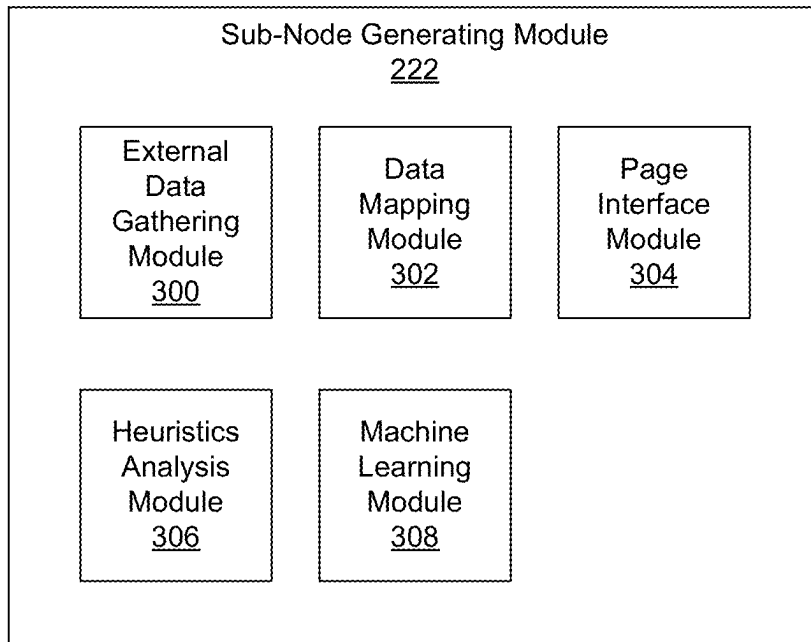 Sub-Node Generating Module
222
External
Data
Gathering
Module
300
Data
Mapping
Module
302
Page
Interface
Module
304
Heuristics
Analysis
Module
306
Machine
Learning
Module
308